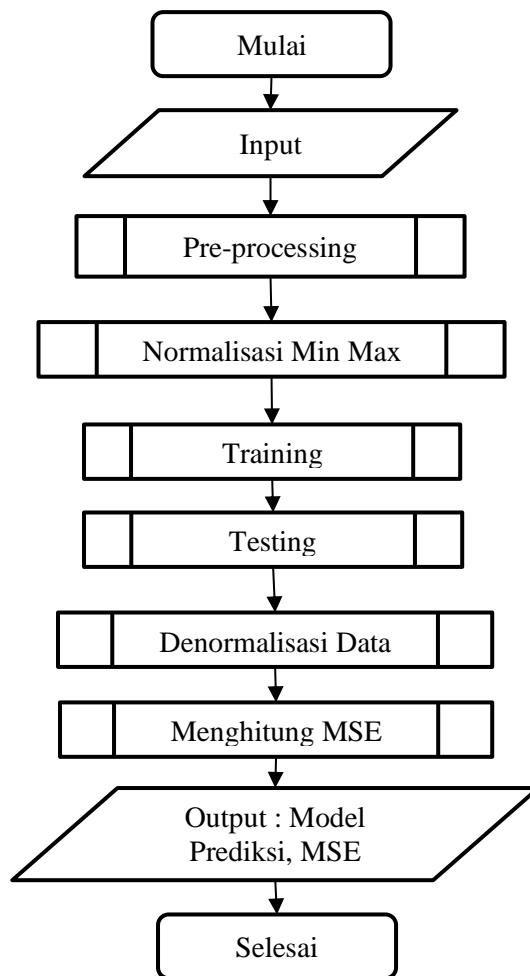 Mulai
Input
Pre-processing
Normalisasi Min Max
Training
Testing
Denormalisasi Data
Menghitung MSE
Output : Model
Prediksi, MSE
Selesai